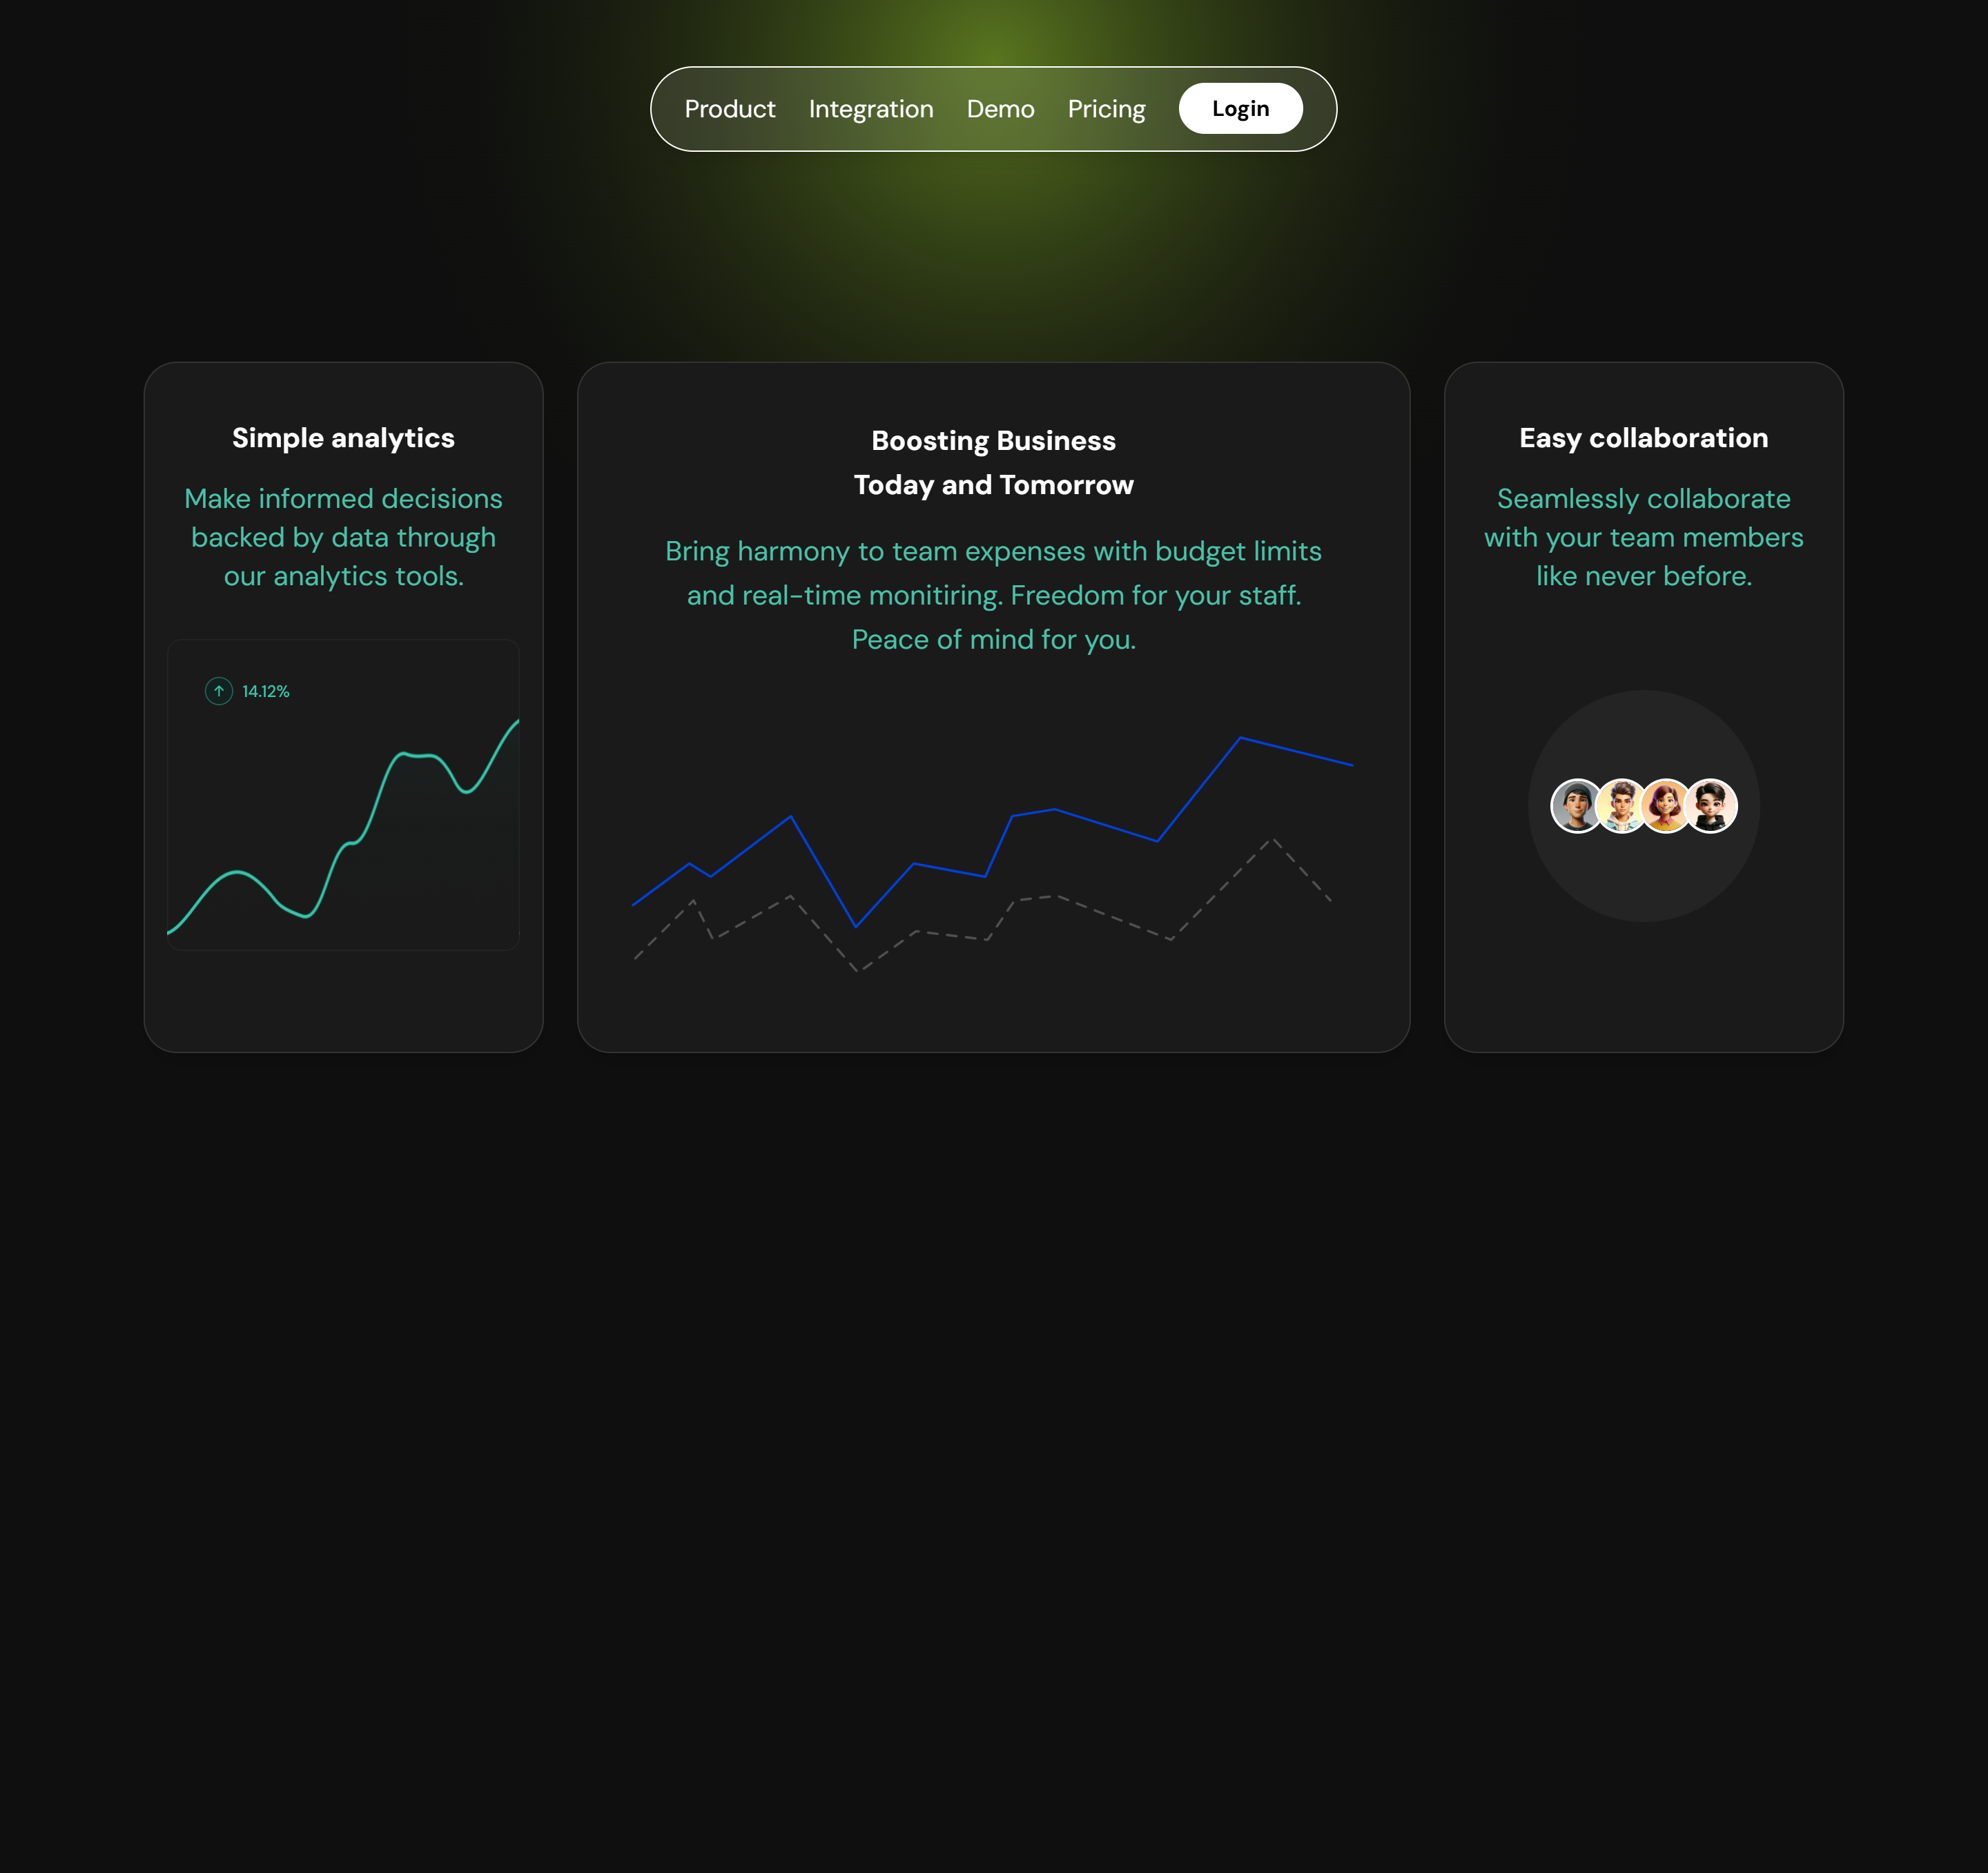 Product Integration Demo Pricing Login
Simple analytics
Make informed decisions
backed by data through
our analytics tools.
14.12%
Boosting Business
Today and Tomorrow
Bring harmony to team expenses with budget limits
and real-time monitiring. Freedom for your staff.
Peace of mind for you.
Easy collaboration
Seamlessly collaborate
with your team members
like never before.